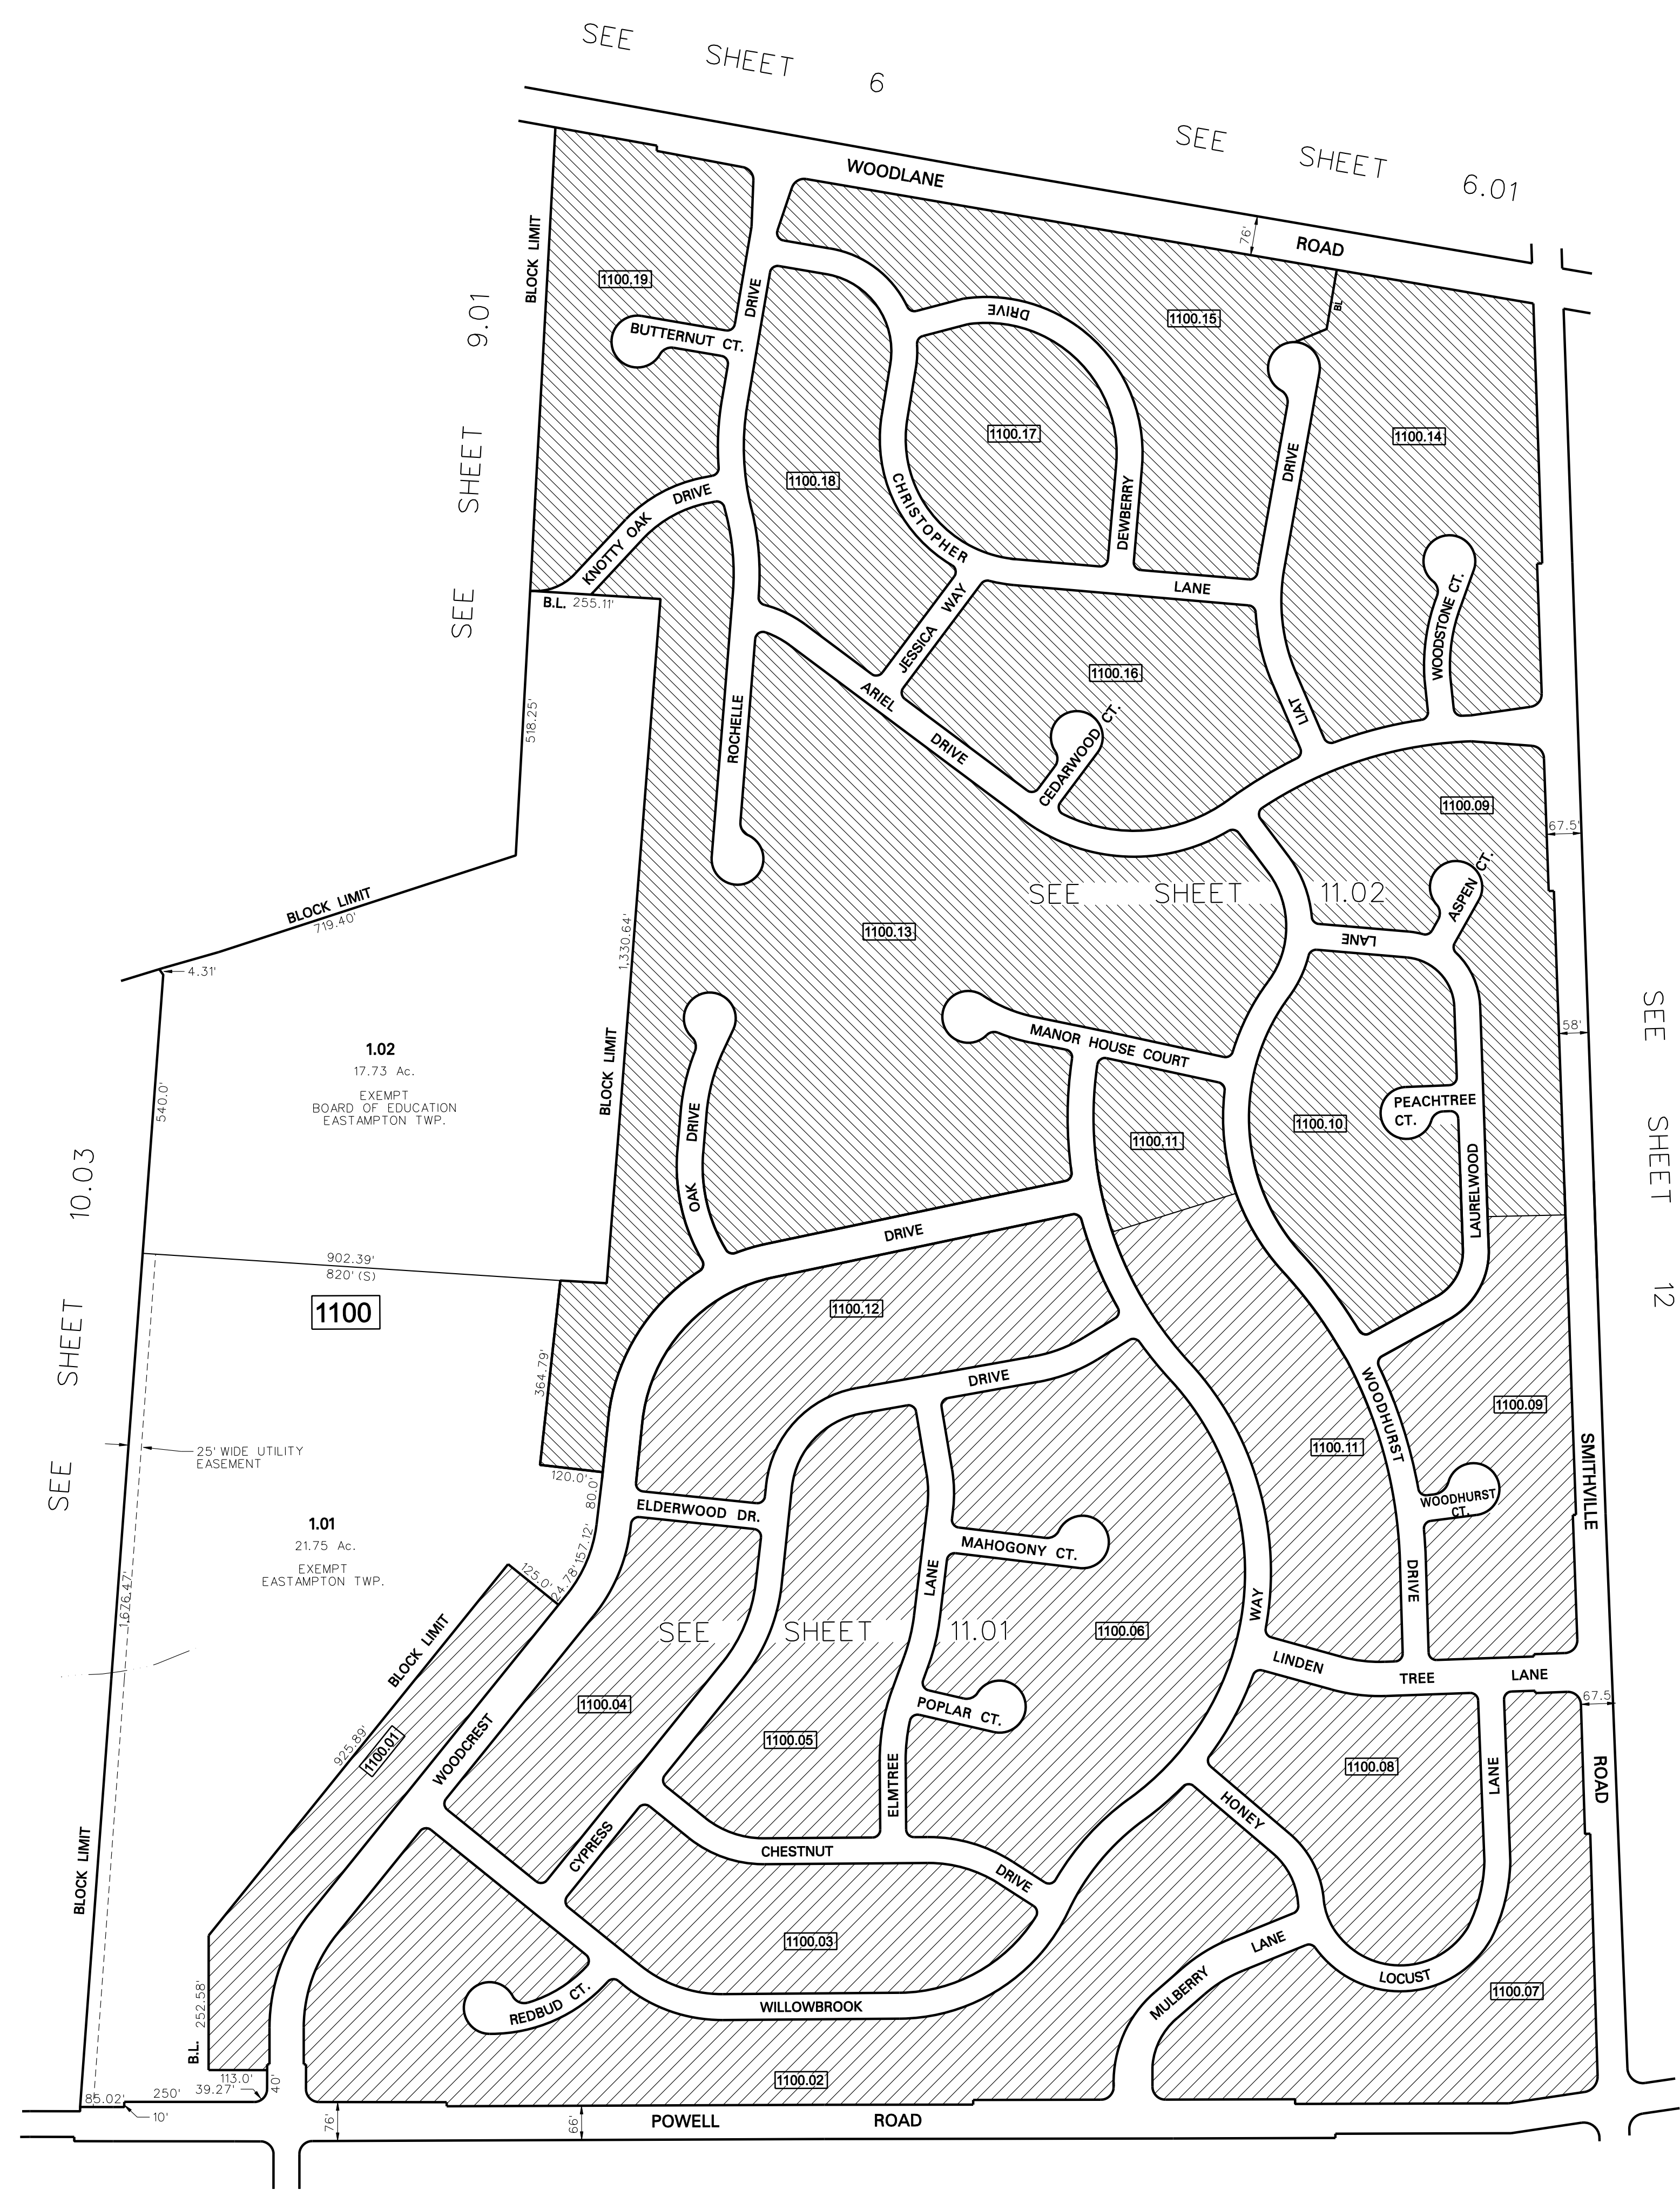 SEE SHEET 6
SEE SHEET 6.01
WOODLANE ROAD
76'
BLOCK LIMIT
SEE SHEET 9.01
1100.19
DRIVE
BUTTERNUT CT.
DRIVE
1100.15
BL
1100.14
1100.17
1100.18
CHRISTOPHER LANE
DEWBERRY
DRIVE
KNOTTY OAK DRIVE
B.L. 255.11'
JESSICA WAY
WOODSTONE CT.
1100.16
ARIEL DRIVE
LIAT
CEDARWOOD CT.
ROCHELLE
518.25'
1100.09
67.5'
BLOCK LIMIT
719.40'
4.31'
SEE SHEET 11.02
ASPEN CT.
1100.13
LANE
1,330.64'
BLOCK LIMIT
MANOR HOUSE COURT
58'
SEE SHEET 12
1.02
17.73 Ac.
EXEMPT
BOARD OF EDUCATION
EASTAMPTON TWP.
540.0'
SEE SHEET 10.03
OAK DRIVE
1100.11
1100.10
PEACHTREE
CT.
LAURELWOOD
DRIVE
902.39'
820' (S)
1100
1100.12
364.79'
DRIVE
WOODHURST DRIVE
1100.09
1100.11
SMITHVILLE ROAD
25' WIDE UTILITY
EASEMENT
120.0'
80.0'
ELDERWOOD DR.
WOODHURST
CT.
1.01
21.75 Ac.
EXEMPT
EASTAMPTON TWP.
157.12'
24.78'
125.0'
MAHOGONY CT.
LANE
WAY
1,676.47'
SEE SHEET 11.01
1100.06
BLOCK LIMIT
925.89'
1100.01
LINDEN TREE LANE
67.5
1100.04
POPLAR CT.
WOODCREST
1100.05
ELMTREE
1100.08
LANE
HONEY
CYPRESS
CHESTNUT DRIVE
BLOCK LIMIT
1100.03
MULBERRY LANE
LOCUST
1100.07
REDBUD CT.
WILLOWBROOK
252.58'
B.L.
113.0'
39.27'
40'
1100.02
85.02'
250'
10'
76'
66'
POWELL ROAD